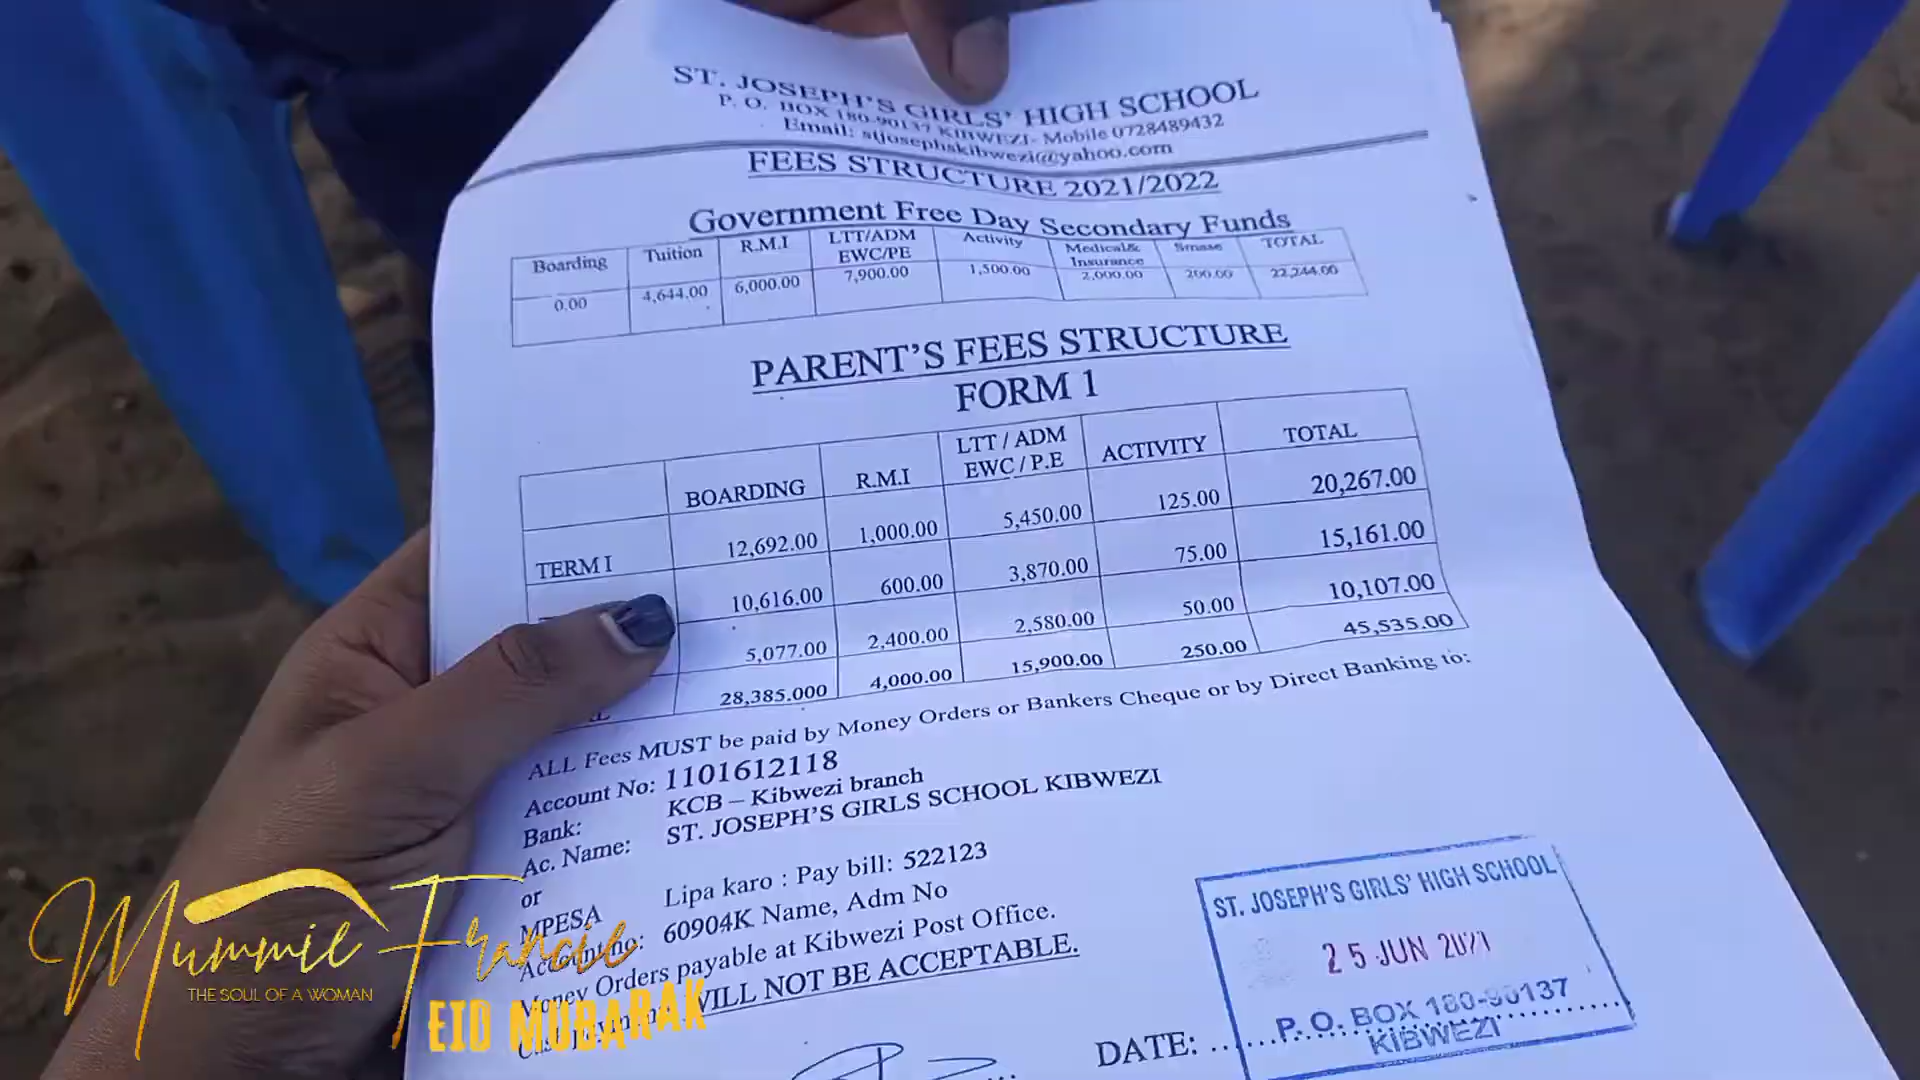 ST. JOSEPH'S GIRLS' HIGH SCHOOL
P. O. BOX 180-90137 KIBWEZI- Mobile 0728489432
Email: stjosephskibwezi@yahoo.com
FEES STRUCTURE 2021/2022
Government Free Day Secondary Funds
Boarding Tuition R.M.I LTT/ADM EWC/PE Activity Medical& Insurance Smase TOTAL
0.00 4,644.00 6,000.00 7,900.00 1,500.00 2,000.00 200.00 22,244.00
PARENT'S FEES STRUCTURE
FORM 1
BOARDING R.M.I LTT / ADM EWC / P.E ACTIVITY TOTAL
TERM I 12,692.00 1,000.00 5,450.00 125.00 20,267.00
10,616.00 600.00 3,870.00 75.00 15,161.00
5,077.00 2,400.00 2,580.00 50.00 10,107.00
28,385.000 4,000.00 15,900.00 250.00 45,535.00
ALL Fees MUST be paid by Money Orders or Bankers Cheque or by Direct Banking to:
Account No: 1101612118
Bank: KCB – Kibwezi branch
Ac. Name: ST. JOSEPH'S GIRLS SCHOOL KIBWEZI
or
MPESA Lipa karo : Pay bill: 522123
Account no: 60904K Name, Adm No
Money Orders payable at Kibwezi Post Office.
WILL NOT BE ACCEPTABLE.
DATE:
ST. JOSEPH'S GIRLS' HIGH SCHOOL
25 JUN 2021
P. O. BOX 180-90137
KIBWEZI
Mummie Francie
THE SOUL OF A WOMAN
EID MUBARAK